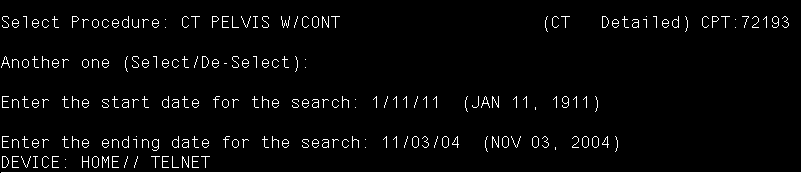 Select Procedure: CT PELVIS W/CONT (CT Detailed) CPT:72193
Another one (Select/De-Select):
Enter the start date for the search: 1/11/11 (JAN 11, 1911)
Enter the ending date for the search: 11/03/04 (NOV 03, 2004)
DEVICE: HOME// TELNET